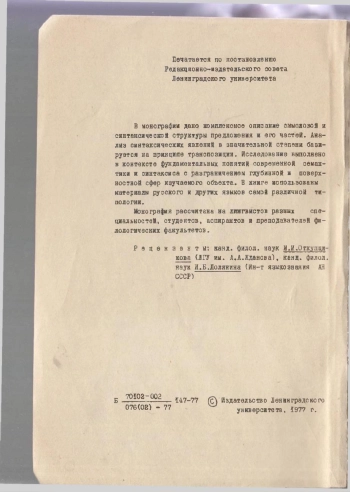 Печатается по постановлению
Редакционно-издательского совета
Ленинградского университета
В монографии дано комплексное описание смысловой и
синтаксической структуры предложения и его частей. Ана-
лиз синтаксических явлений в значительной степени бази-
руется на принципе транспозиции. Исследование выполнено
в контексте фундаментальных понятий современной семан-
тики и синтаксиса с разграничением глубинной и поверх-
ностной сфер изучаемого объекта. В книге использованы
материалы русского и других языков самой различной ти-
пологии.
Монография рассчитана на лингвистов разных спе-
циальностей, студентов, аспирантов и преподавателей фи-
лологических факультетов.
Рецензенты: канд. филол. наук М.И.Откупщи-
кова (ЛГУ им. А.А.Жданова), канд. филол.
наук И.Б.Долинина (Ин-т языкознания АН
СССР)
Б 70102-002
076(02) - 77
147-77
© Издательство Ленинградского
университета, 1977 г.